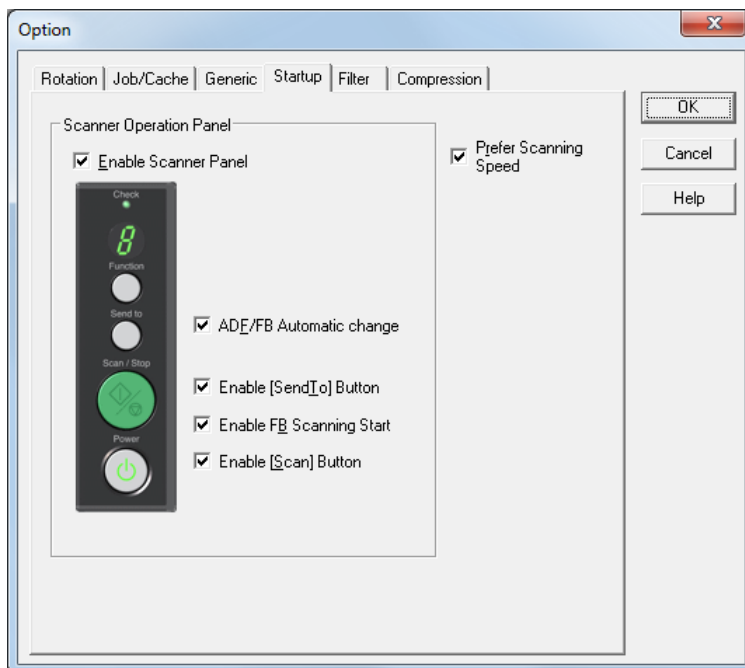 Option
Rotation Job/Cache Generic Startup Filter Compression
OK
Cancel
Help
Scanner Operation Panel
Enable Scanner Panel
Prefer Scanning
Speed
Check
8
Function
Send to
Scan / Stop
Power
ADF/FB Automatic change
Enable [SendTo] Button
Enable FB Scanning Start
Enable [Scan] Button